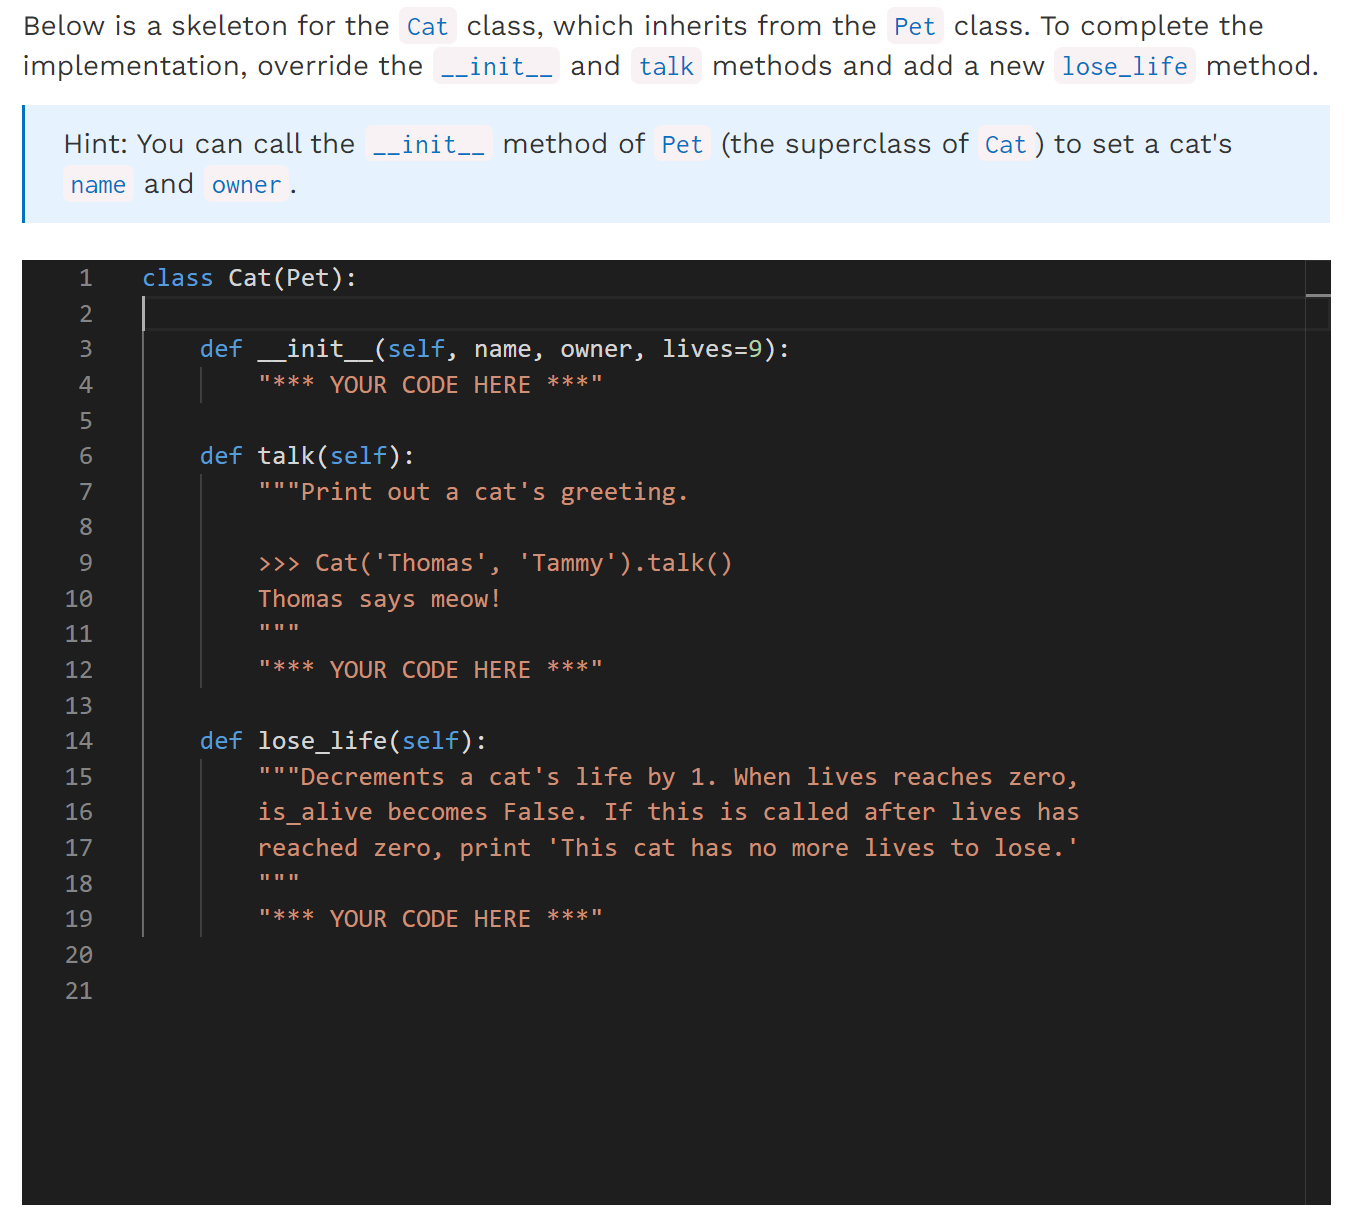 Below is a skeleton for the Cat class, which inherits from the Pet class. To complete the
implementation, override the __init__ and talk methods and add a new lose_life method.
Hint: You can call the __init__ method of Pet (the superclass of Cat) to set a cat's
name and owner.
1 class Cat(Pet):
2
3     def __init__(self, name, owner, lives=9):
4         "*** YOUR CODE HERE ***"
5
6     def talk(self):
7         """Print out a cat's greeting.
8
9         >>> Cat('Thomas', 'Tammy').talk()
10         Thomas says meow!
11         """
12         "*** YOUR CODE HERE ***"
13
14     def lose_life(self):
15         """Decrements a cat's life by 1. When lives reaches zero,
16         is_alive becomes False. If this is called after lives has
17         reached zero, print 'This cat has no more lives to lose.'
18         """
19         "*** YOUR CODE HERE ***"
20
21